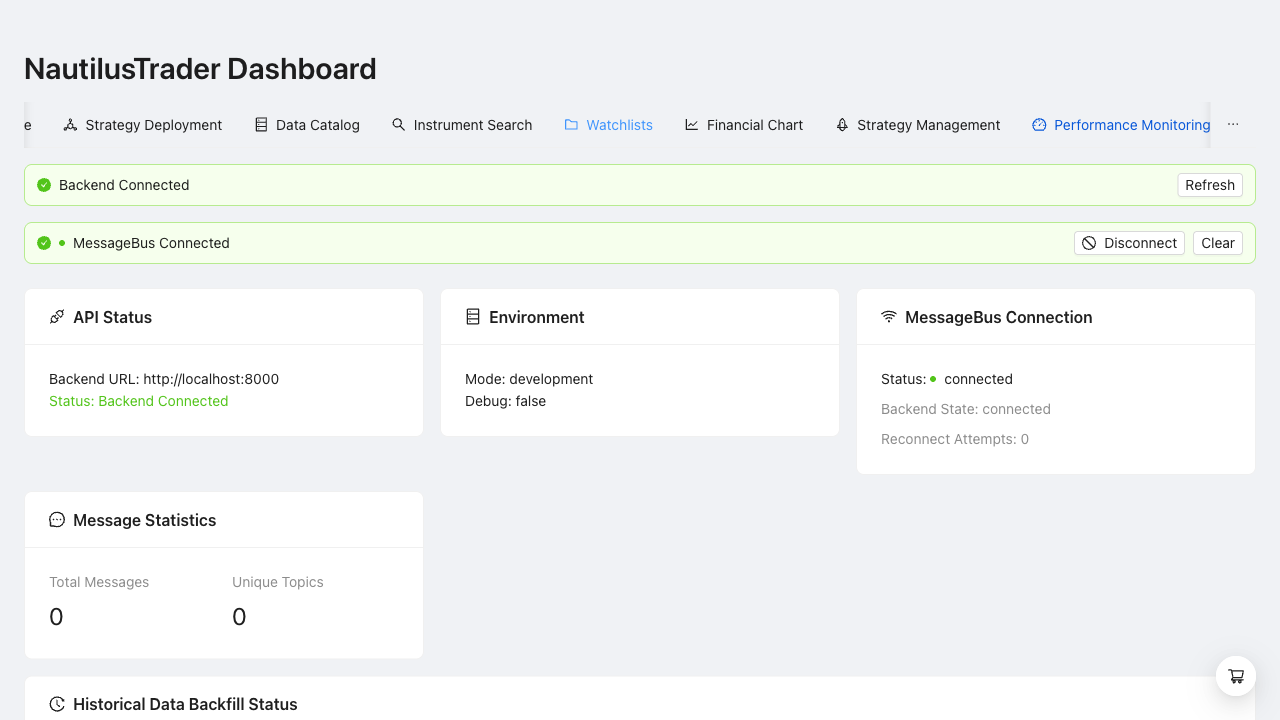 NautilusTrader Dashboard
e Strategy Deployment Data Catalog Instrument Search Watchlists Financial Chart Strategy Management Performance Monitoring ...
Backend Connected Refresh
MessageBus Connected Disconnect Clear
API Status
Backend URL: http://localhost:8000
Status: Backend Connected
Environment
Mode: development
Debug: false
MessageBus Connection
Status: connected
Backend State: connected
Reconnect Attempts: 0
Message Statistics
Total Messages Unique Topics
0 0
Historical Data Backfill Status